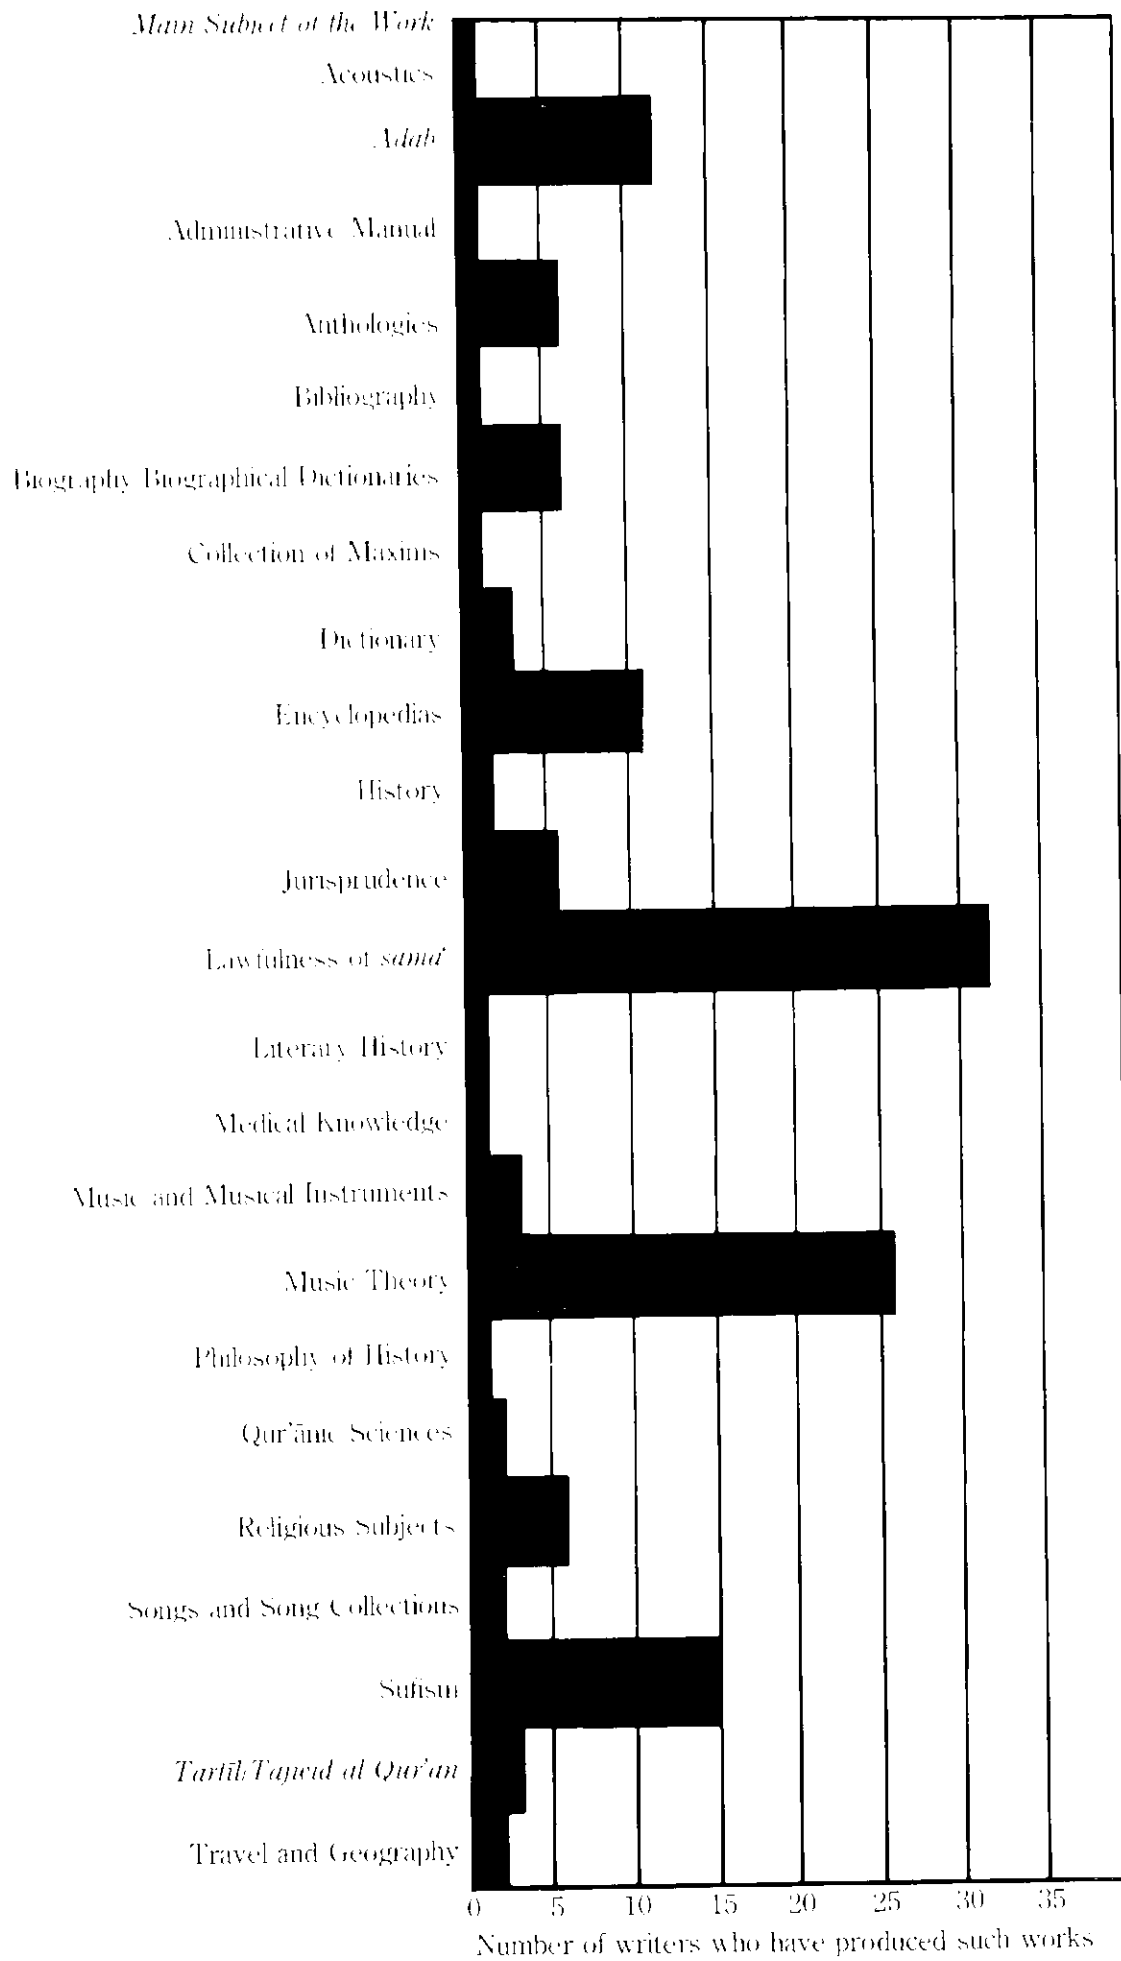 Main Subject of the Work
Acoustics
Adab
Administrative Manual
Anthologies
Bibliography
Biography Biographical Dictionaries
Collection of Maxims
Dictionary
Encyclopedias
History
Jurisprudence
Lawfulness of samāʿ
Literary History
Medical Knowledge
Music and Musical Instruments
Music Theory
Philosophy of History
Qur'ānic Sciences
Religious Subjects
Songs and Song Collections
Sufism
Tartīl/Tajwīd al Qur'an
Travel and Geography
0 5 10 15 20 25 30 35
Number of writers who have produced such works